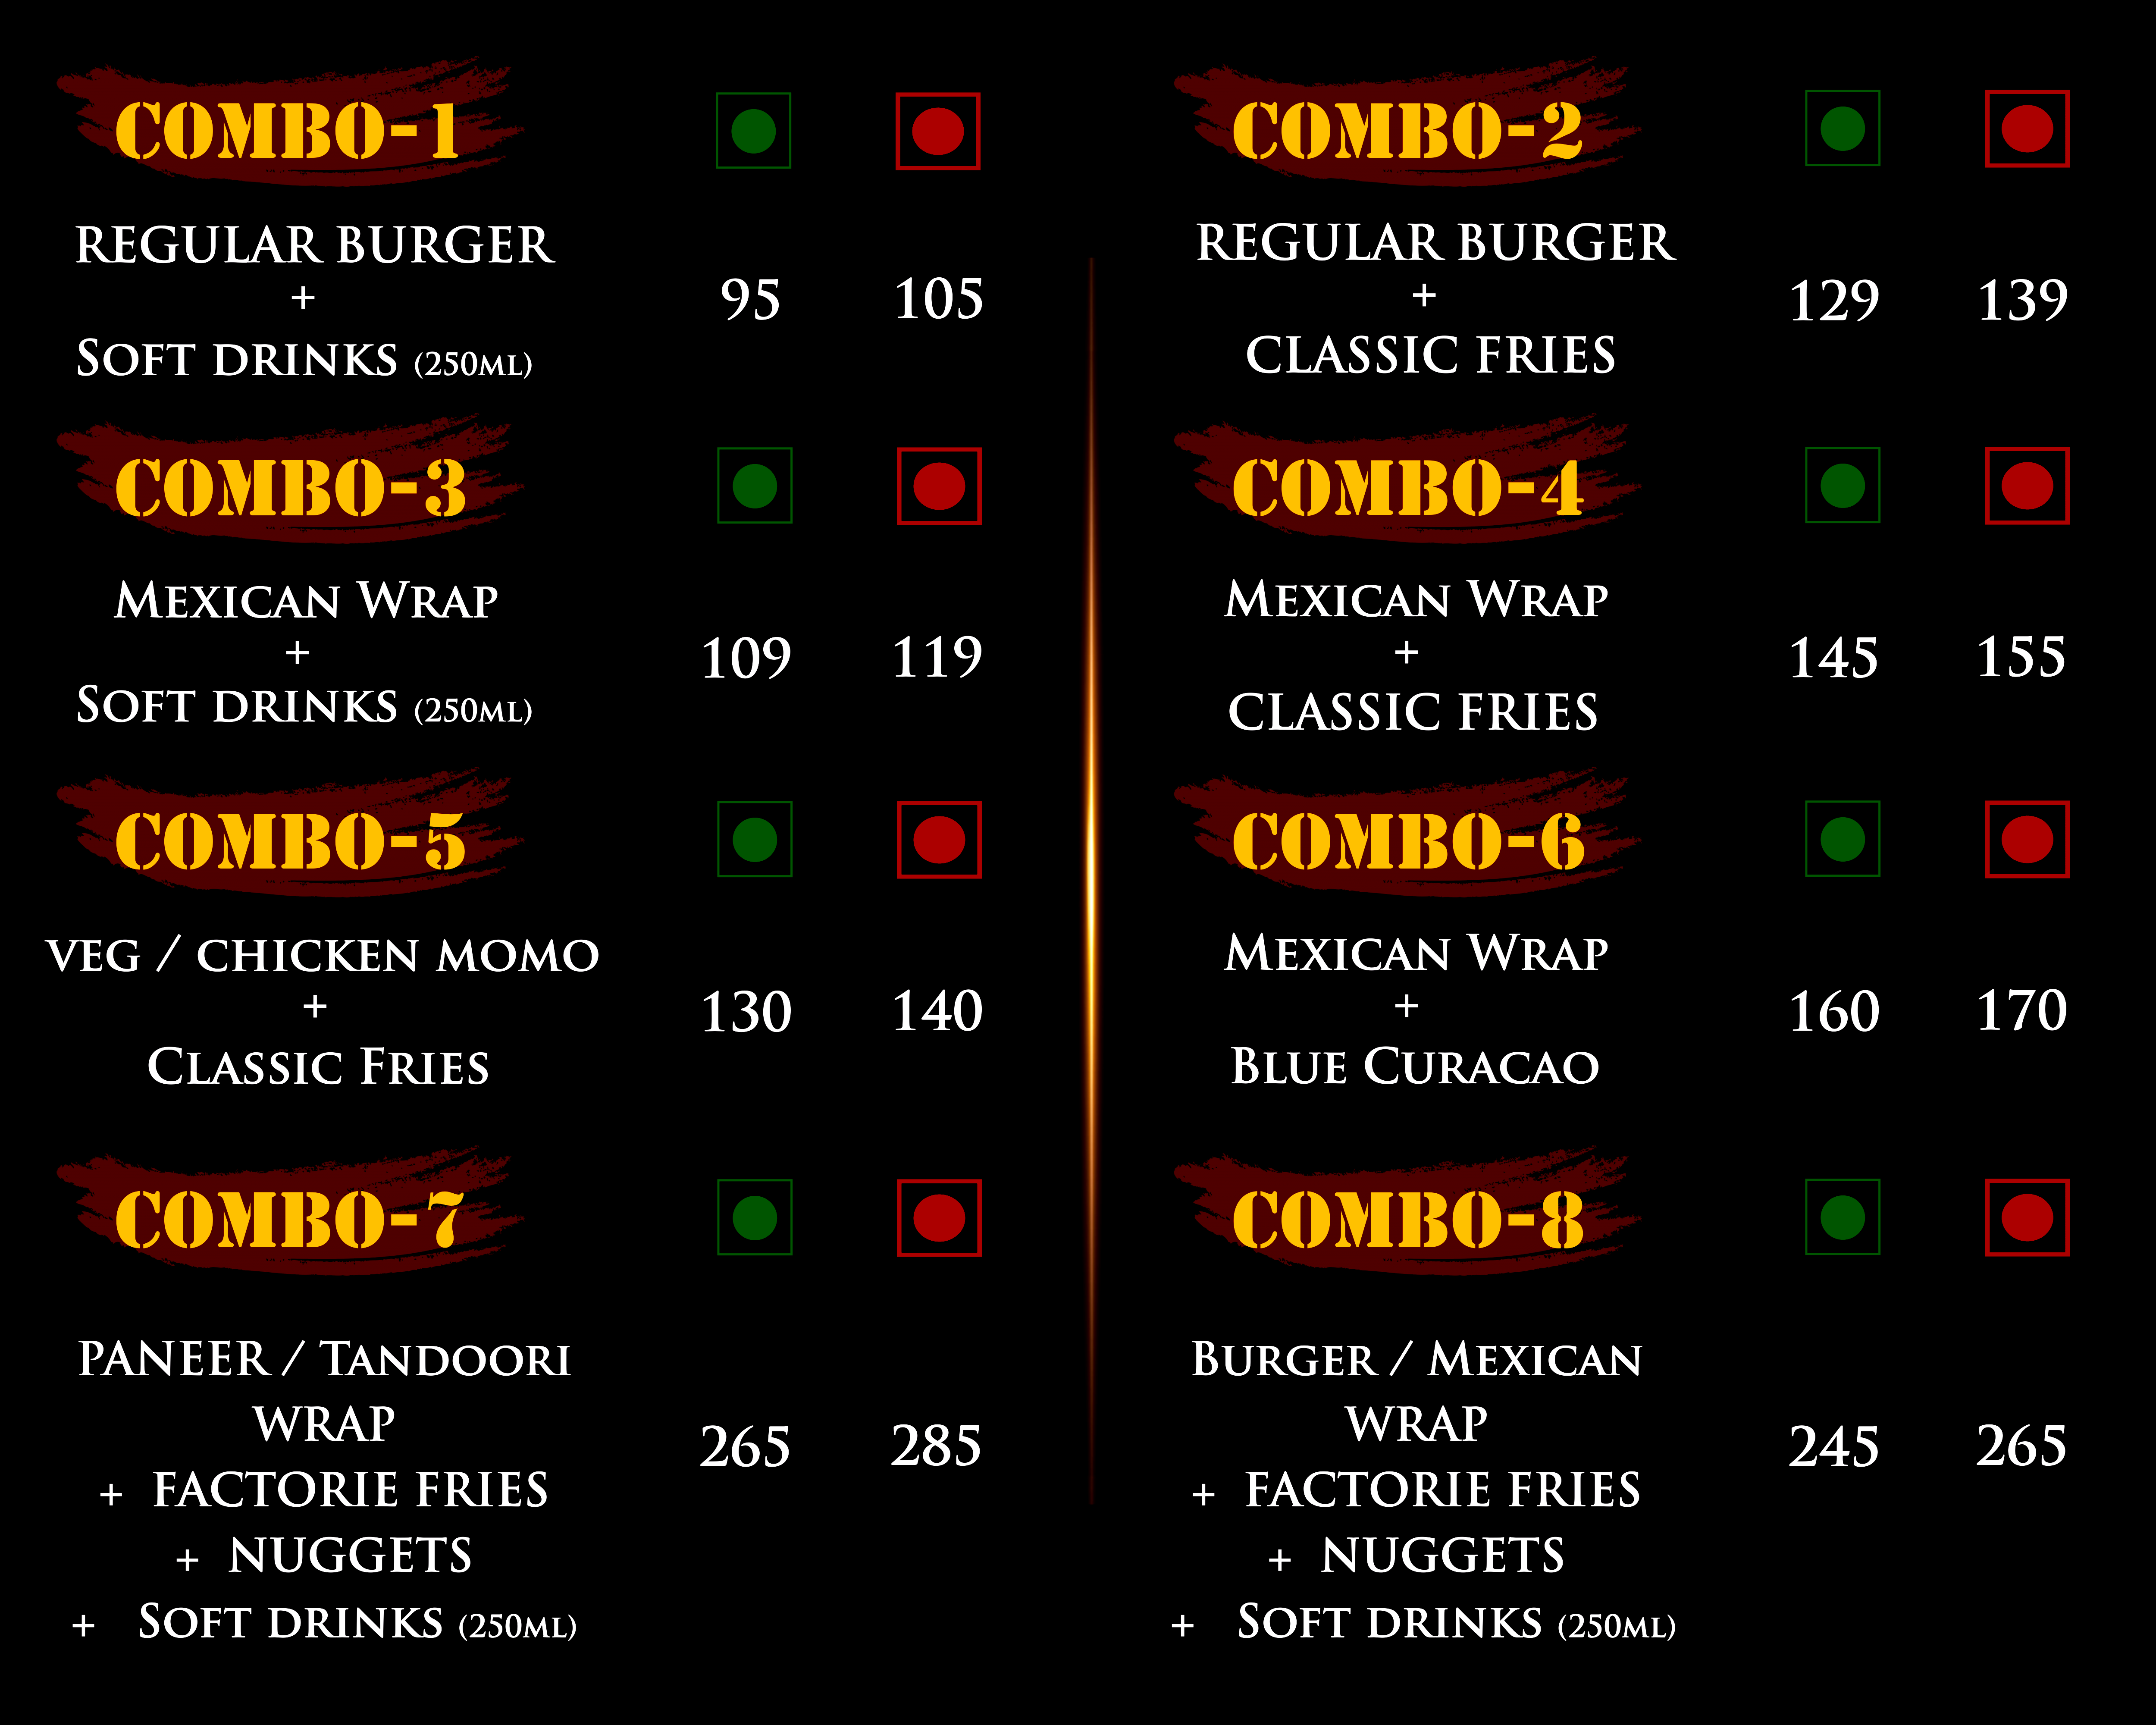 COMBO-1
REGULAR BURGER
+
SOFT DRINKS (250ML)
95 105
COMBO-2
REGULAR BURGER
+
CLASSIC FRIES
129 139
COMBO-3
MEXICAN WRAP
+
SOFT DRINKS (250ML)
109 119
COMBO-4
MEXICAN WRAP
+
CLASSIC FRIES
145 155
COMBO-5
VEG / CHICKEN MOMO
+
CLASSIC FRIES
130 140
COMBO-6
MEXICAN WRAP
+
BLUE CURACAO
160 170
COMBO-7
PANEER / TANDOORI
WRAP
+ FACTORIE FRIES
+ NUGGETS
+ SOFT DRINKS (250ML)
265 285
COMBO-8
BURGER / MEXICAN
WRAP
+ FACTORIE FRIES
+ NUGGETS
+ SOFT DRINKS (250ML)
245 265